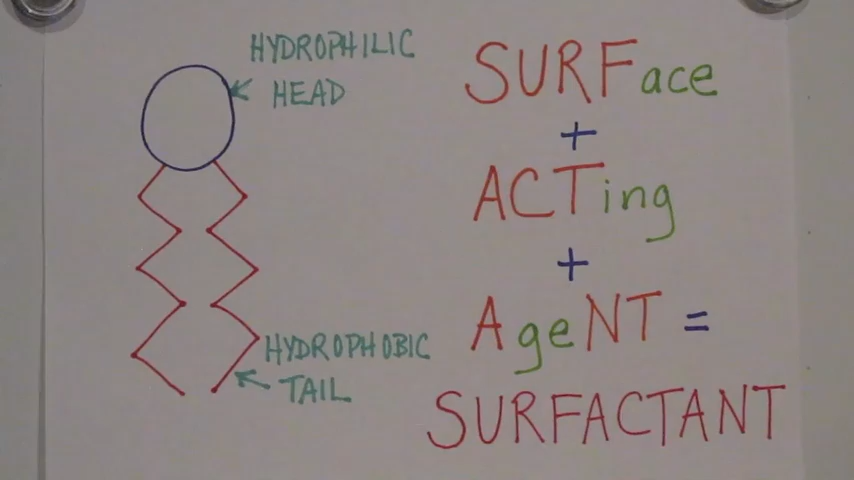 HYDROPHILIC
HEAD
HYDROPHOBIC
TAIL
SURFace
+
ACTing
+
AgeNT =
SURFACTANT